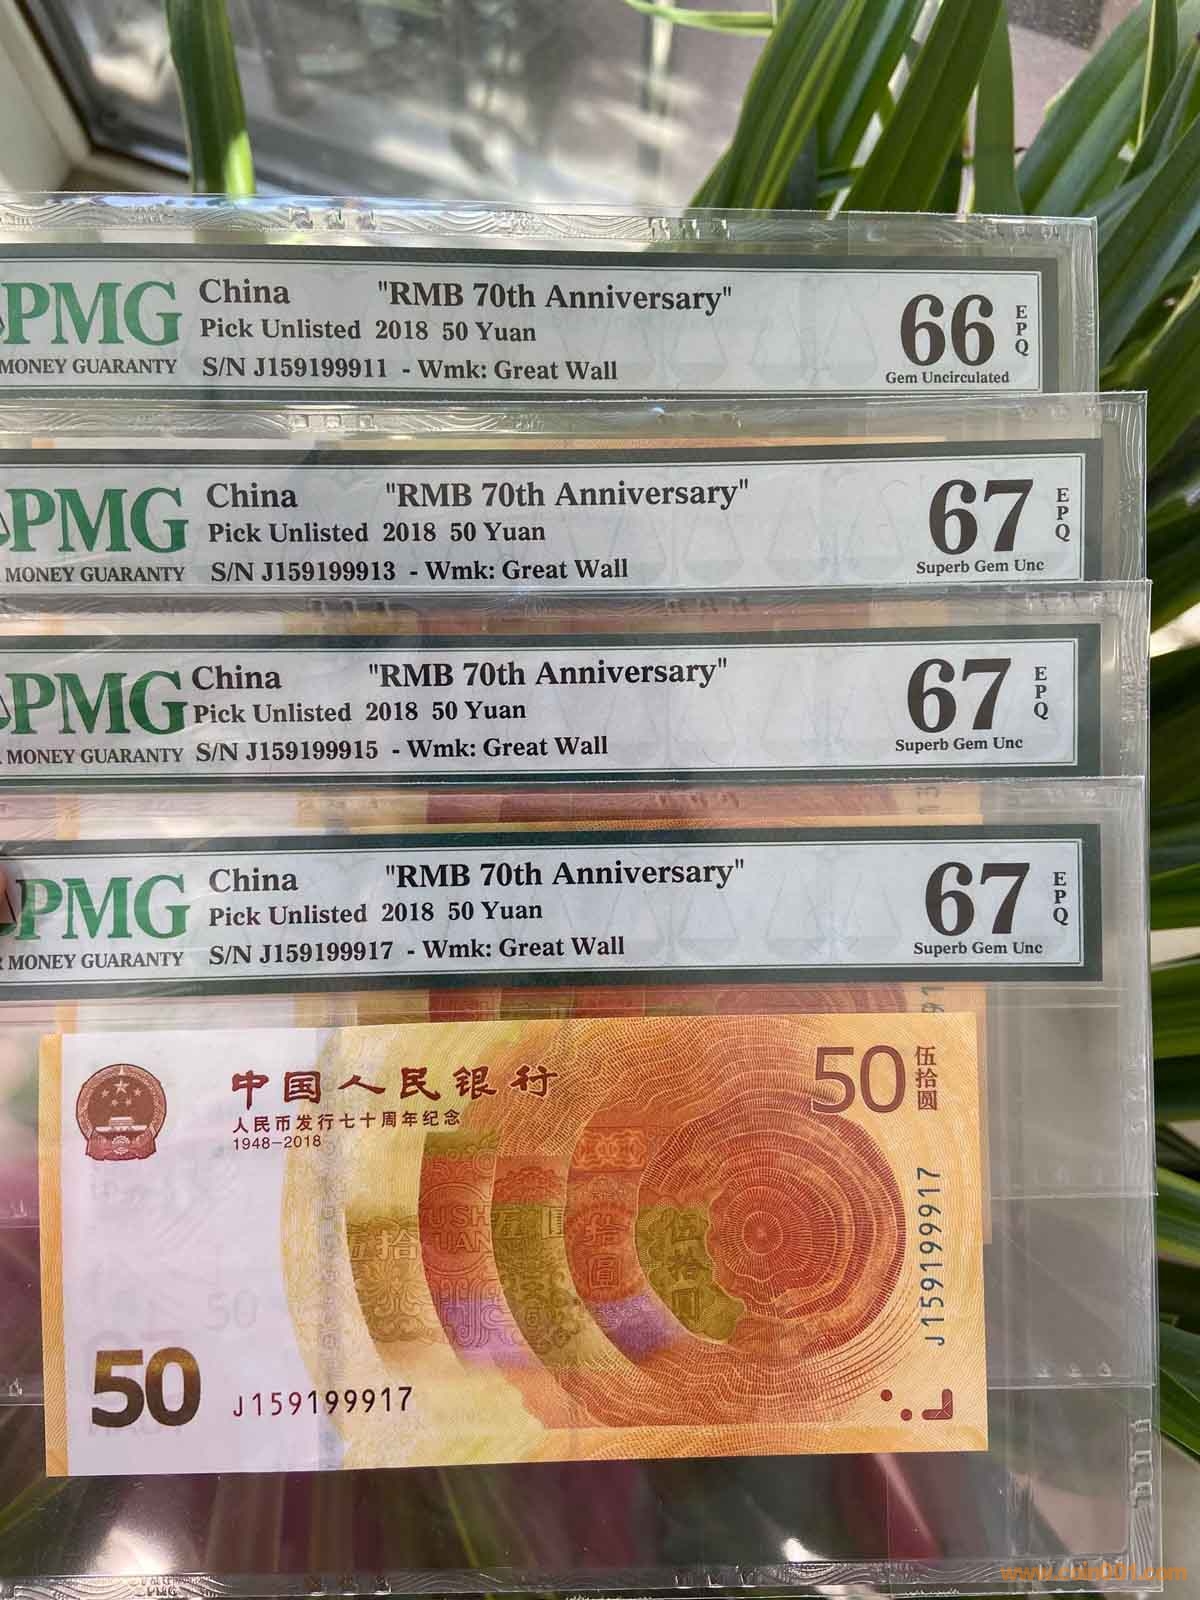 PMG
MONEY GUARANTY
China "RMB 70th Anniversary"
Pick Unlisted 2018 50 Yuan
S/N J159199911 - Wmk: Great Wall
66 EPQ
Gem Uncirculated
PMG
MONEY GUARANTY
China "RMB 70th Anniversary"
Pick Unlisted 2018 50 Yuan
S/N J159199913 - Wmk: Great Wall
67 EPQ
Superb Gem Unc
PMG
MONEY GUARANTY
China "RMB 70th Anniversary"
Pick Unlisted 2018 50 Yuan
S/N J159199915 - Wmk: Great Wall
67 EPQ
Superb Gem Unc
PMG
MONEY GUARANTY
China "RMB 70th Anniversary"
Pick Unlisted 2018 50 Yuan
S/N J159199917 - Wmk: Great Wall
67 EPQ
Superb Gem Unc
中国人民银行
人民币发行七十周年纪念
1948-2018
50 伍拾圆
伍拾圆
50
J159199917
50
J159199917
PMG